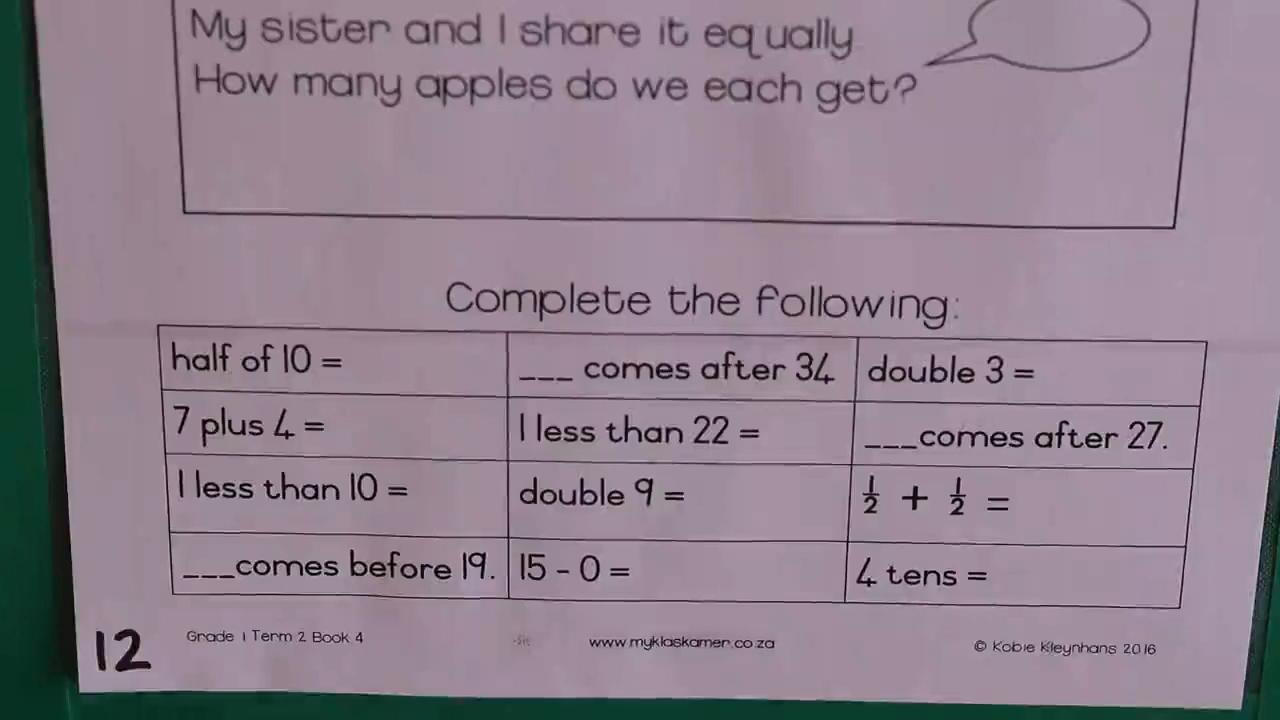 My sister and I share it equally
How many apples do we each get?
Complete the following:
half of 10 =
___ comes after 34
double 3 =
7 plus 4 =
1 less than 22 =
___comes after 27.
1 less than 10 =
double 9 =
½ + ½ =
___comes before 19.
15 - 0 =
4 tens =
12
Grade 1 Term 2 Book 4
www.myklaskamer.co.za
© Kobie Kleynhans 2016